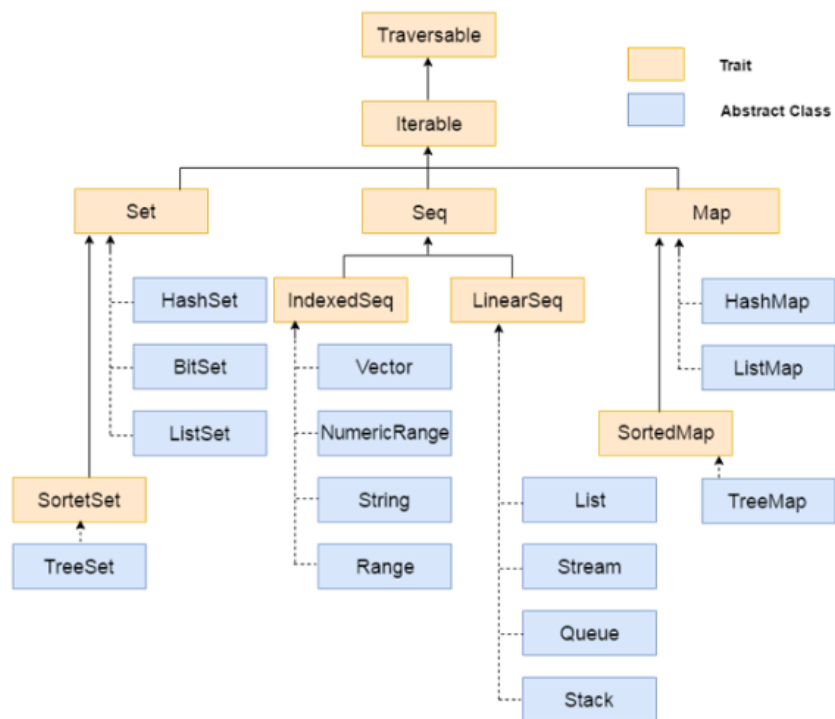 Traversable
Trait
Iterable
Abstract Class
Set
Seq
Map
HashSet
IndexedSeq
LinearSeq
HashMap
BitSet
Vector
ListMap
ListSet
NumericRange
SortedMap
SortetSet
String
List
TreeMap
TreeSet
Range
Stream
Queue
Stack